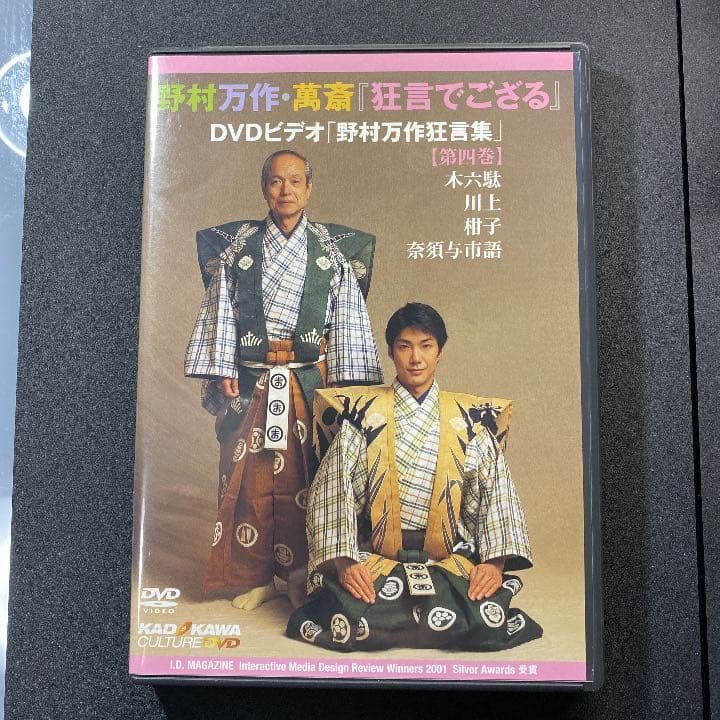 野村万作・萬斎『狂言でござる』
DVDビデオ「野村万作狂言集」
【第四巻】
木六駄
川上
柑子
奈須与市語
DVD
VIDEO
KADOKAWA
CULTURE DVD
I.D. MAGAZINE Interactive Media Design Review Winners 2001 Silver Awards 受賞